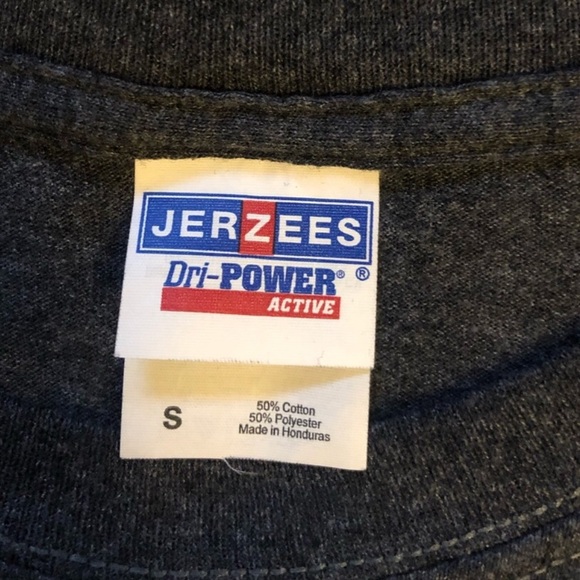 JERZEES
Dri-POWER® ®
ACTIVE
S
50% Cotton
50% Polyester
Made in Honduras